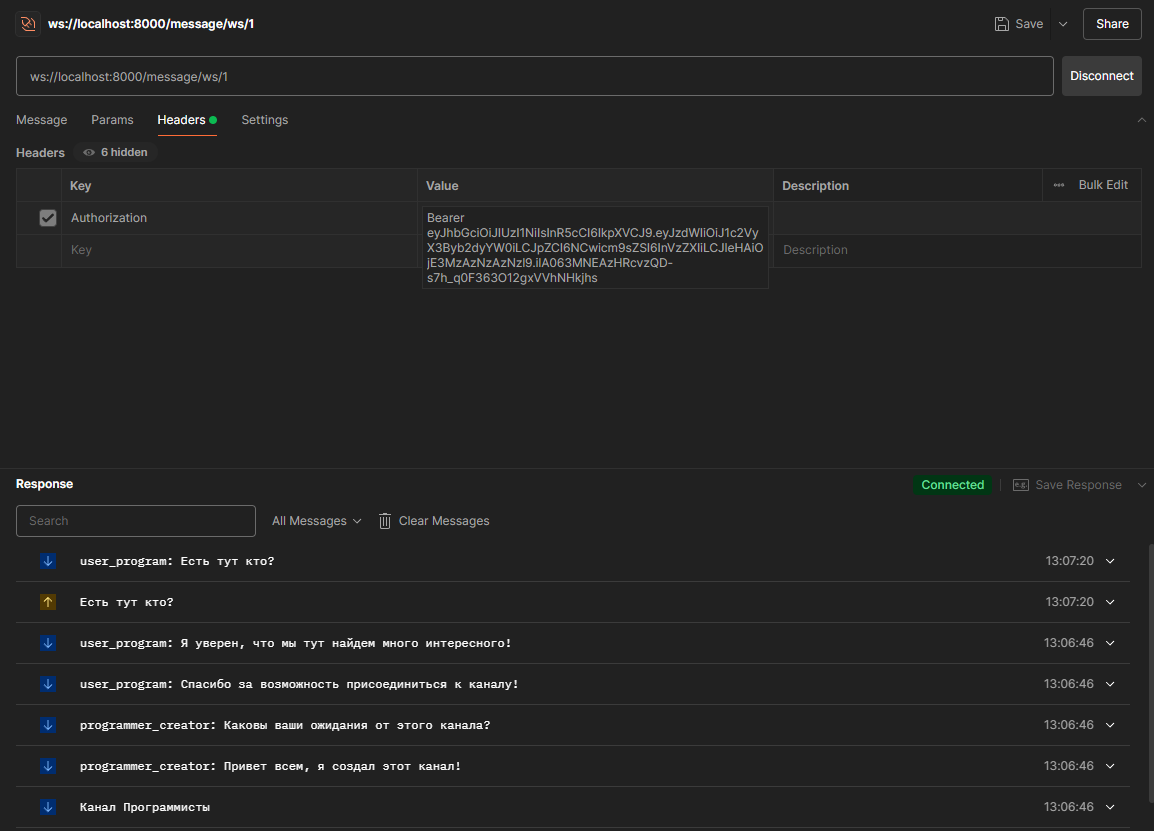 ws://localhost:8000/message/ws/1
Save
Share
ws://localhost:8000/message/ws/1
Disconnect
Message Params Headers Settings
Headers 6 hidden
Key Value Description Bulk Edit
Authorization
Bearer
eyJhbGciOiJIUzI1NiIsInR5cCI6IkpXVCJ9.eyJzdWIiOiJ1c2Vy
X3Byb2dyYW0iLCJpZCI6NCwicm9sZSI6InVzZXIiLCJleHAiO
jE3MzAzNzAzNzl9.ilA063MNEAzHRcvzQD-
s7h_q0F363O12gxVVhNHkjhs
Key Description
Response Connected Save Response
Search All Messages Clear Messages
user_program: Есть тут кто? 13:07:20
Есть тут кто? 13:07:20
user_program: Я уверен, что мы тут найдем много интересного! 13:06:46
user_program: Спасибо за возможность присоединиться к каналу! 13:06:46
programmer_creator: Каковы ваши ожидания от этого канала? 13:06:46
programmer_creator: Привет всем, я создал этот канал! 13:06:46
Канал Программисты 13:06:46